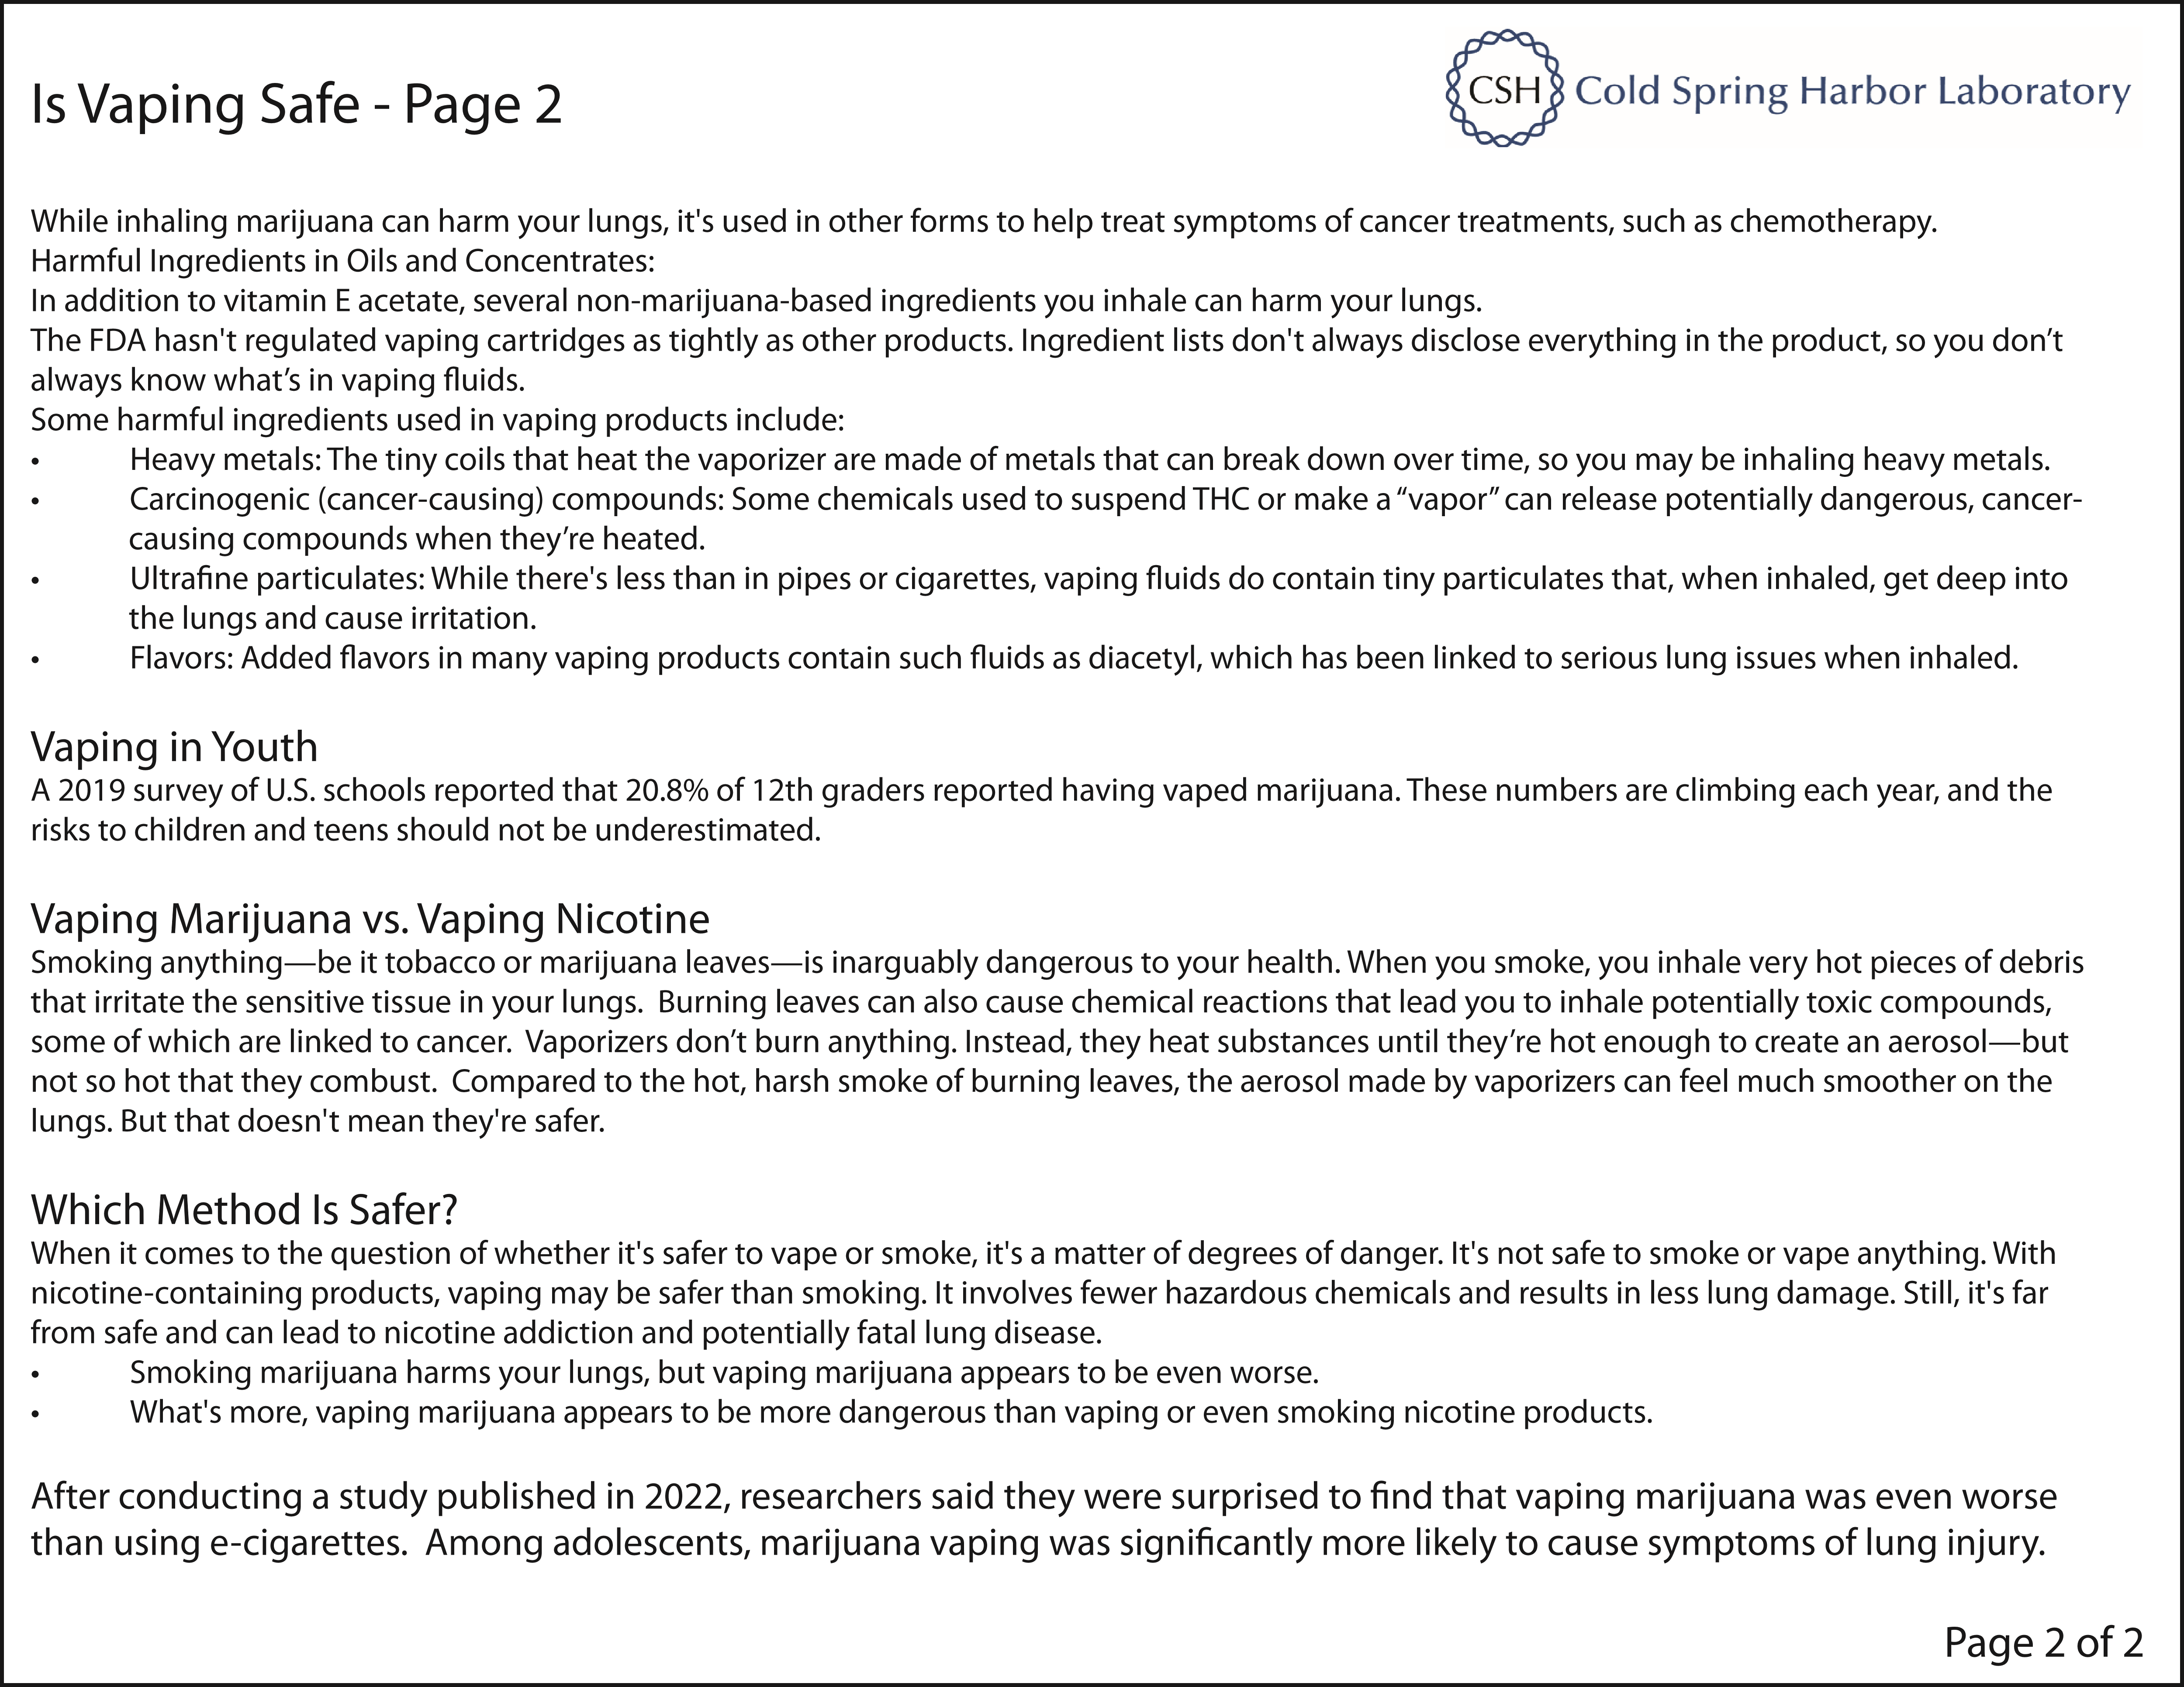 Is Vaping Safe - Page 2
CSH Cold Spring Harbor Laboratory
While inhaling marijuana can harm your lungs, it's used in other forms to help treat symptoms of cancer treatments, such as chemotherapy.
Harmful Ingredients in Oils and Concentrates:
In addition to vitamin E acetate, several non-marijuana-based ingredients you inhale can harm your lungs.
The FDA hasn't regulated vaping cartridges as tightly as other products. Ingredient lists don't always disclose everything in the product, so you don’t
always know what’s in vaping fluids.
Some harmful ingredients used in vaping products include:
• Heavy metals: The tiny coils that heat the vaporizer are made of metals that can break down over time, so you may be inhaling heavy metals.
• Carcinogenic (cancer-causing) compounds: Some chemicals used to suspend THC or make a “vapor” can release potentially dangerous, cancer-
causing compounds when they’re heated.
• Ultrafine particulates: While there's less than in pipes or cigarettes, vaping fluids do contain tiny particulates that, when inhaled, get deep into
the lungs and cause irritation.
• Flavors: Added flavors in many vaping products contain such fluids as diacetyl, which has been linked to serious lung issues when inhaled.
Vaping in Youth
A 2019 survey of U.S. schools reported that 20.8% of 12th graders reported having vaped marijuana. These numbers are climbing each year, and the
risks to children and teens should not be underestimated.
Vaping Marijuana vs. Vaping Nicotine
Smoking anything—be it tobacco or marijuana leaves—is inarguably dangerous to your health. When you smoke, you inhale very hot pieces of debris
that irritate the sensitive tissue in your lungs.  Burning leaves can also cause chemical reactions that lead you to inhale potentially toxic compounds,
some of which are linked to cancer.  Vaporizers don’t burn anything. Instead, they heat substances until they’re hot enough to create an aerosol—but
not so hot that they combust.  Compared to the hot, harsh smoke of burning leaves, the aerosol made by vaporizers can feel much smoother on the
lungs. But that doesn't mean they're safer.
Which Method Is Safer?
When it comes to the question of whether it's safer to vape or smoke, it's a matter of degrees of danger. It's not safe to smoke or vape anything. With
nicotine-containing products, vaping may be safer than smoking. It involves fewer hazardous chemicals and results in less lung damage. Still, it's far
from safe and can lead to nicotine addiction and potentially fatal lung disease.
• Smoking marijuana harms your lungs, but vaping marijuana appears to be even worse.
• What's more, vaping marijuana appears to be more dangerous than vaping or even smoking nicotine products.
After conducting a study published in 2022, researchers said they were surprised to find that vaping marijuana was even worse
than using e-cigarettes.  Among adolescents, marijuana vaping was significantly more likely to cause symptoms of lung injury.
Page 2 of 2